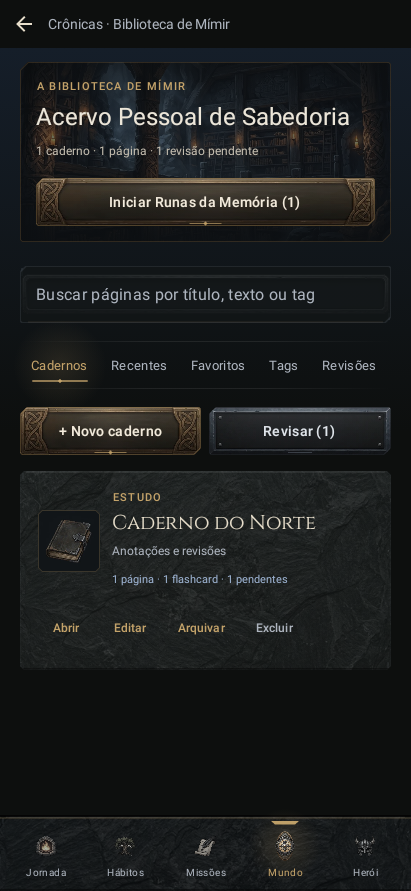 Crônicas · Biblioteca de Mímir
A BIBLIOTECA DE MÍMIR
Acervo Pessoal de Sabedoria
1 caderno · 1 página · 1 revisão pendente
Iniciar Runas da Memória (1)
Buscar páginas por título, texto ou tag
Cadernos Recentes Favoritos Tags Revisões
+ Novo caderno Revisar (1)
ESTUDO
Caderno do Norte
Anotações e revisões
1 página · 1 flashcard · 1 pendentes
Abrir Editar Arquivar Excluir
Jornada Hábitos Missões Mundo Herói